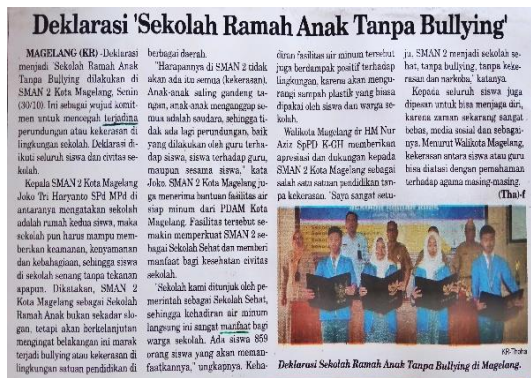 Deklarasi 'Sekolah Ramah Anak Tanpa Bullying'
MAGELANG (KR) -Deklarasi
menjadi Sekolah Ramah Anak
Tanpa Bullying dilakukan di
SMAN 2 Kota Magelang, Senin
(30/10). Ini sebagai wujud komit-
men untuk mencegah terjadina
perundungan atau kekerasan di
lingkungan sekolah. Deklarasi di-
ikuti seluruh siswa dan civitas se-
kolah.
Kepala SMAN 2 Kota Magelang
Joko Tri Haryanto SPd MPd di
antaranya mengatakan sekolah
adalah rumah kedua siswa, maka
sekolah pun harus mampu mem-
berikan keamanan, kenyamanan
dan kebahagiaan, sehingga siswa
di sekolah senang tanpa tekanan
apapun. Dikatakan, SMAN 2
Kota Magelang sebagai Sekolah
Ramah Anak bukan sekadar slo-
gan, tetapi akan berkelanjutan
mengingat belakangan ini marak
terjadi bullying atau kekerasan di
lingkungan satuan pendidikan di
berbagai daerah.
"Harapannya di SMAN 2 tidak
akan ada itu semua (kekerasan).
Anak-anak saling gandeng ta-
ngan, anak-anak menganggap se-
mua adalah saudara, sehingga ti-
dak ada lagi perundungan, baik
yang dilakukan oleh guru terha-
dap siswa, siswa terhadap guru,
maupun sesama siswa," kata
Joko. SMAN 2 Kota Magelang ju-
ga menerima bantuan fasilitas air
siap minum dari PDAM Kota
Magelang. Fasilitas tersebut se-
makin memperkuat SMAN 2 se-
bagai Sekolah Sehat dan memberi
manfaat bagi kesehatan civitas
sekolah.
"Sekolah kami ditunjuk oleh pe-
merintah sebagai Sekolah Sehat,
sehingga kehadiran air minum
langsung ini sangat manfaat bagi
warga sekolah. Ada siswa 859
orang siswa yang akan meman-
faatkannya," ungkapnya. Keha-
diran fasilitas air minum tersebut
juga berdampak positif terhadap
lingkungan, karena akan mengu-
rangi sampah plastik yang biasa
dipakai oleh siswa dan warga se-
kolah.
Walikota Magelang dr HM Nur
Aziz SpPD K-GH memberikan
apresiasi dan dukungan kepada
SMAN 2 Kota Magelang sebagai
salah satu satuan pendidikan tan-
pa kekerasan. "Saya sangat setu-
ju, SMAN 2 menjadi sekolah se-
hat, tanpa bullying, tanpa keke-
rasan dan narkoba," katanya.
Kepada seluruh siswa juga
dipesan untuk bisa menjaga diri,
karena zaman sekarang sangat
bebas, media sosial dan sebagai-
nya. Menurut Walikota Magelang,
kekerasan antara siswa atau guru
bisa diatasi dengan pemahaman
terhadap agama masing-masing.
(Tha)-f
KR-Thoha
Deklarasi Sekolah Ramah Anak Tanpa Bullying di Magelang.